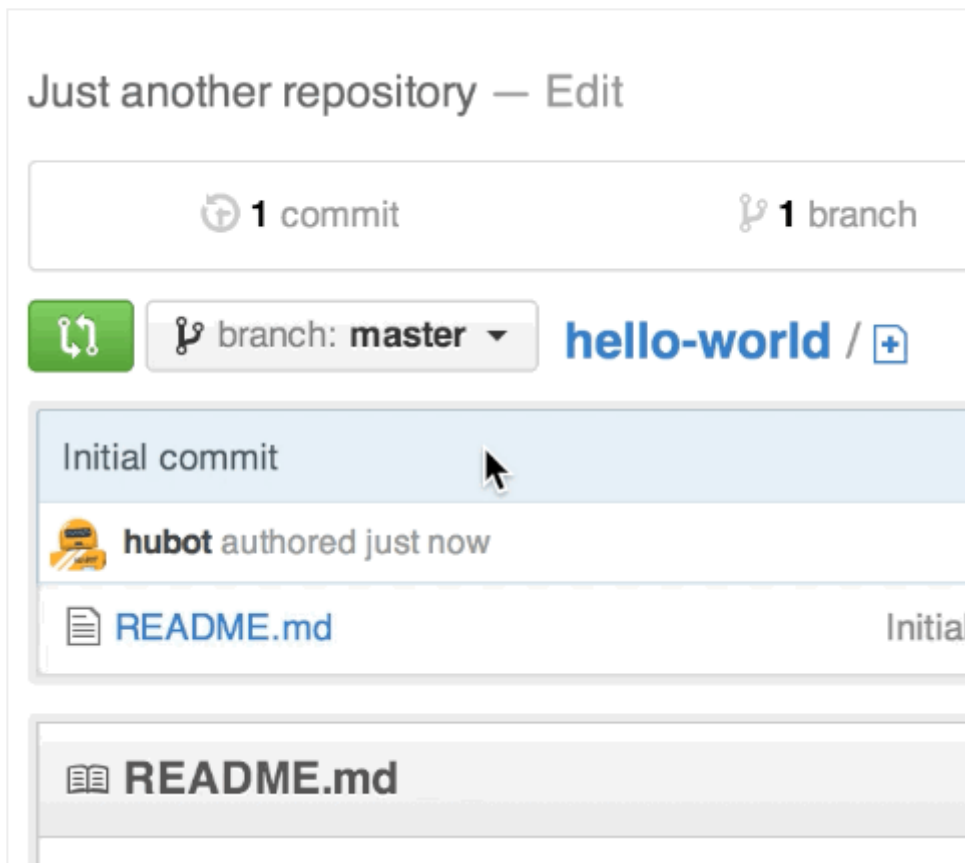 Just another repository — Edit
1 commit 1 branch
branch: master hello-world /
Initial commit
hubot authored just now
README.md Initial
README.md